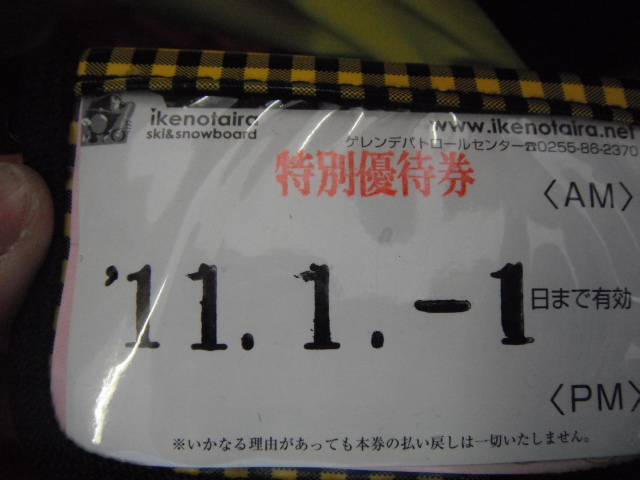 ikenotaira
ski&snowboard
www.ikenotaira.net
ゲレンデパトロールセンター☎0255-86-2370
特別優待券
〈AM〉
'11. 1. -1日まで有効
〈PM〉
※いかなる理由があっても本券の払い戻しは一切いたしません。